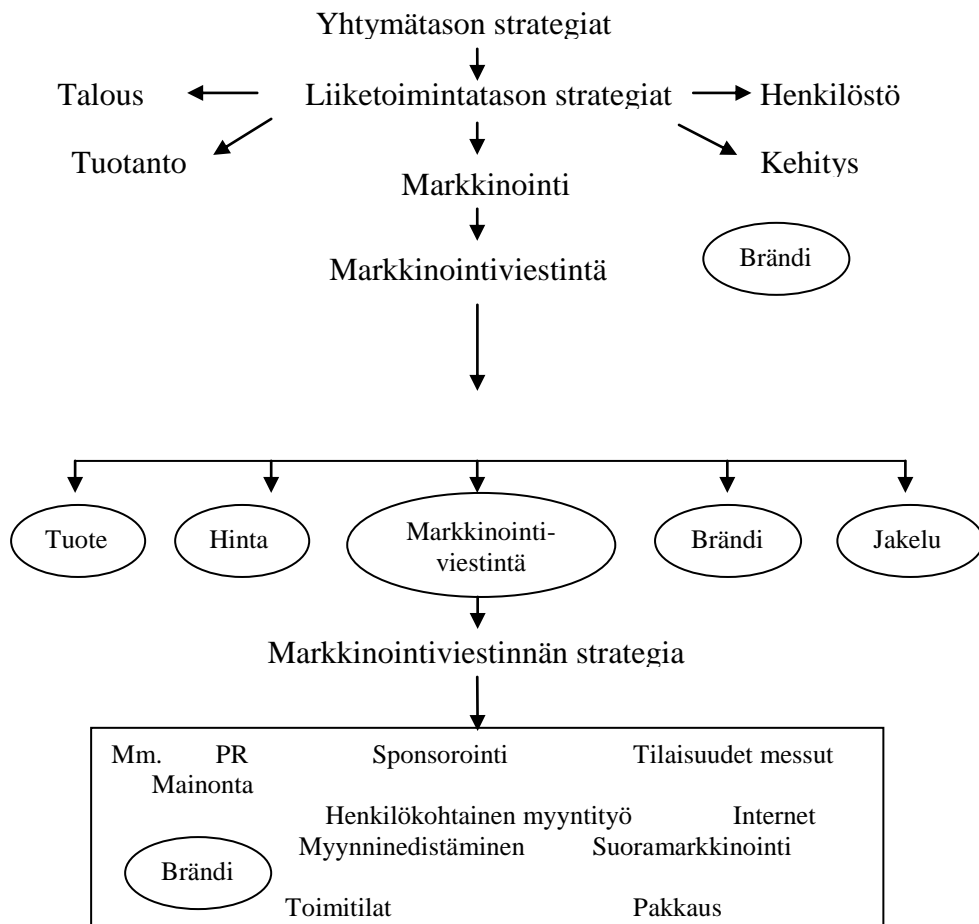 Yhtymätason strategiat
Talous Liiketoimintatason strategiat Henkilöstö
Tuotanto Kehitys
Markkinointi
Brändi
Markkinointiviestintä
Tuote Hinta Markkinointi-
viestintä Brändi Jakelu
Markkinointiviestinnän strategia
Mm. PR Sponsorointi Tilaisuudet messut
Mainonta
Henkilökohtainen myyntityö Internet
Myynninedistäminen Suoramarkkinointi
Brändi
Toimitilat Pakkaus